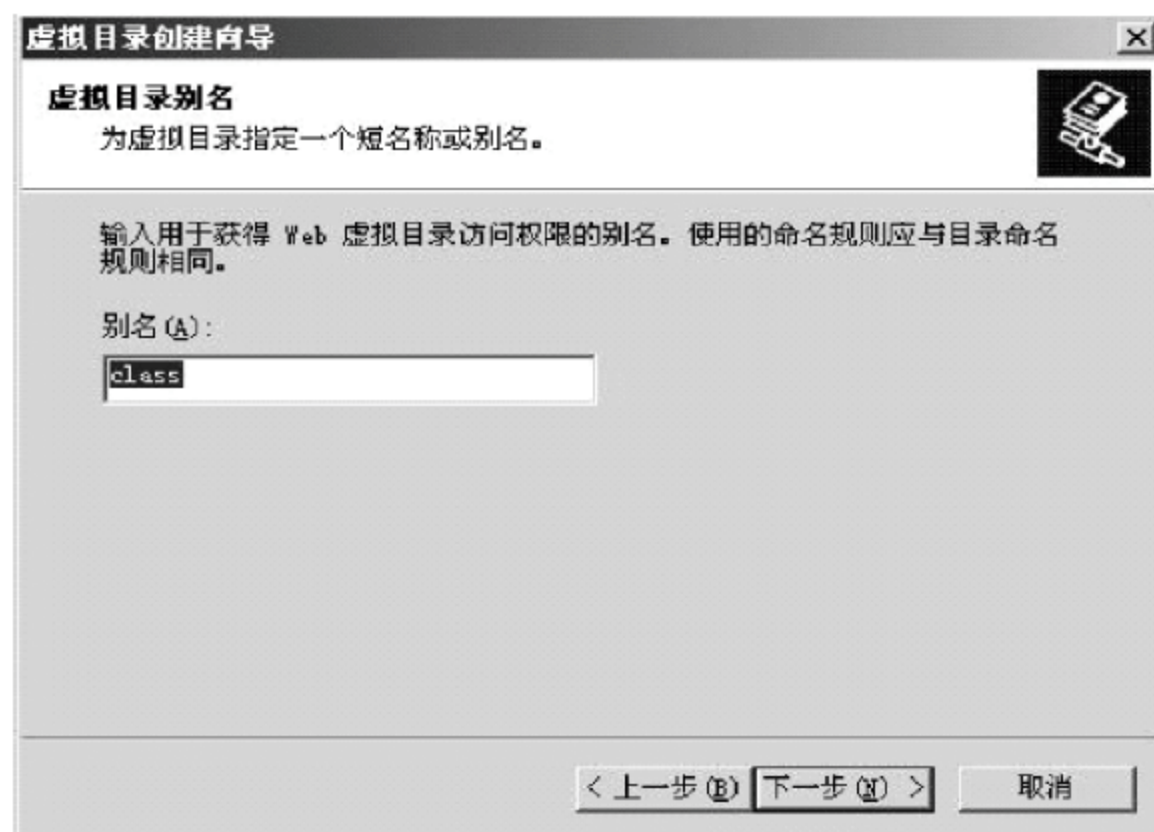 虚拟目录创建向导
虚拟目录别名
为虚拟目录指定一个短名称或别名。
输入用于获得 Web 虚拟目录访问权限的别名。使用的命名规则应与目录命名
规则相同。
别名(A):
class
< 上一步(B) 下一步(N) > 取消